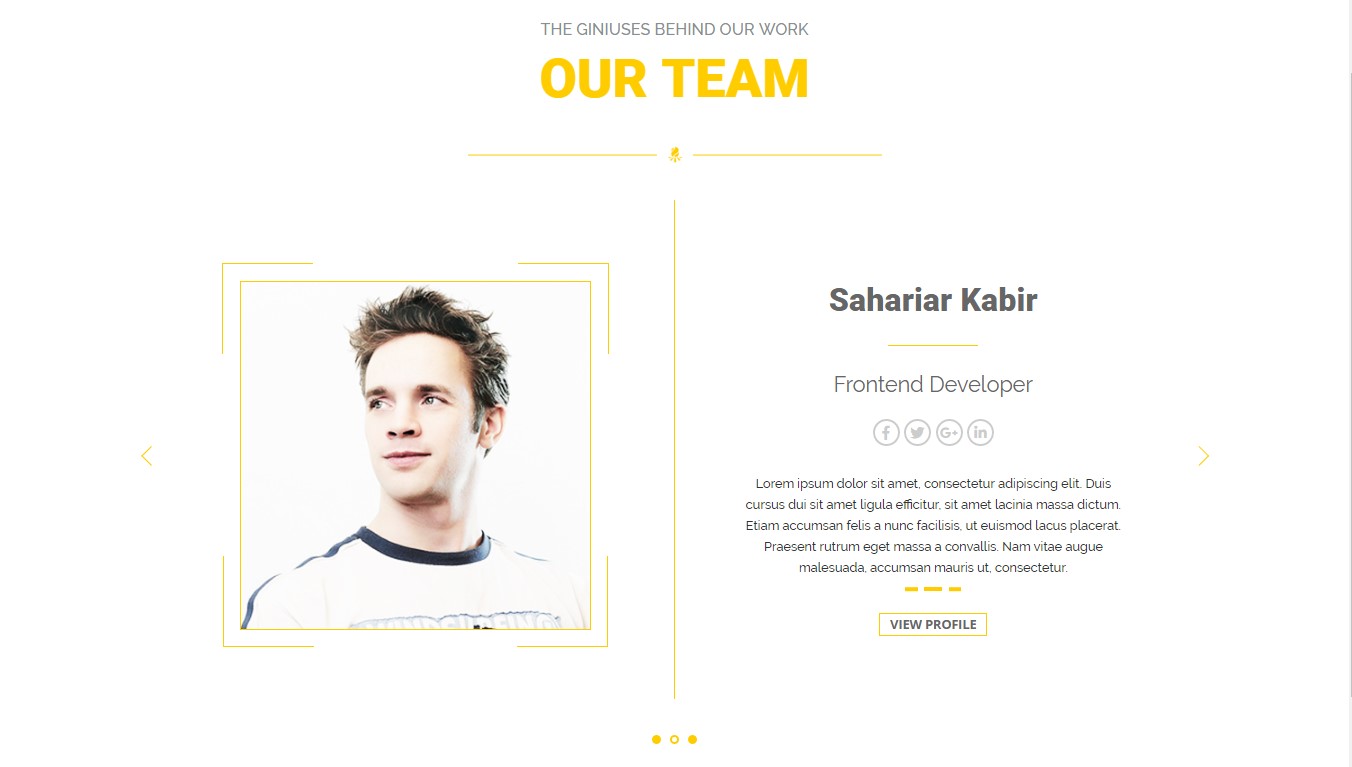 THE GINIUSES BEHIND OUR WORK
OUR TEAM
Sahariar Kabir
Frontend Developer
Lorem ipsum dolor sit amet, consectetur adipiscing elit. Duis
cursus dui sit amet ligula efficitur, sit amet lacinia massa dictum.
Etiam accumsan felis a nunc facilisis, ut euismod lacus placerat.
Praesent rutrum eget massa a convallis. Nam vitae augue
malesuada, accumsan mauris ut, consectetur.
VIEW PROFILE